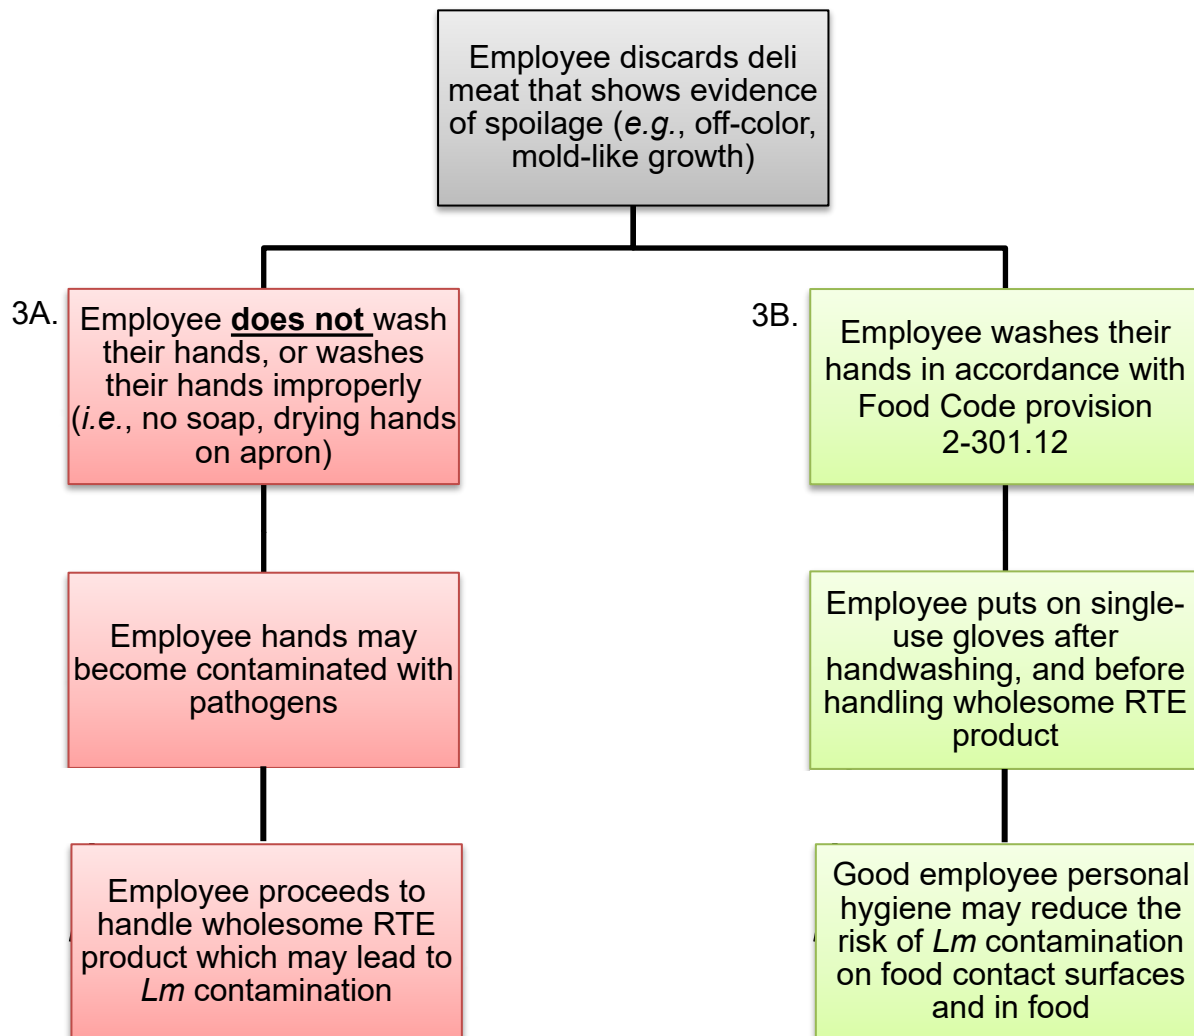 Employee discards deli
meat that shows evidence
of spoilage (e.g., off-color,
mold-like growth)
3A.
Employee does not wash
their hands, or washes
their hands improperly
(i.e., no soap, drying hands
on apron)
Employee hands may
become contaminated with
pathogens
Employee proceeds to
handle wholesome RTE
product which may lead to
Lm contamination
3B.
Employee washes their
hands in accordance with
Food Code provision
2-301.12
Employee puts on single-
use gloves after
handwashing, and before
handling wholesome RTE
product
Good employee personal
hygiene may reduce the
risk of Lm contamination
on food contact surfaces
and in food